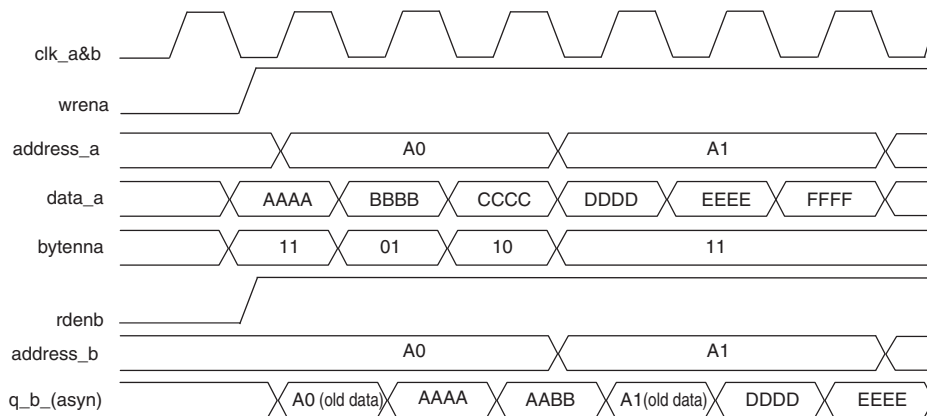 clk_a&b
wrena
address_a A0 A1
data_a AAAA BBBB CCCC DDDD EEEE FFFF
bytenna 11 01 10 11
rdenb
address_b A0 A1
q_b_(asyn) A0 (old data) AAAA AABB A1(old data) DDDD EEEE